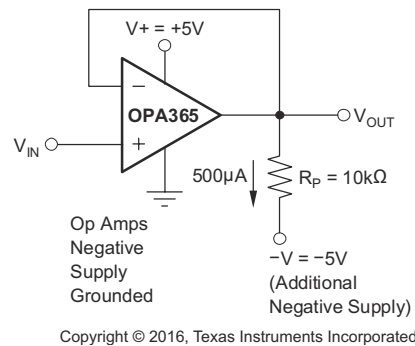 V+ = +5V
−
OPA365
+
V_IN
V_OUT
500µA
R_P = 10kΩ
Op Amps
Negative
Supply
Grounded
−V = −5V
(Additional
Negative Supply)
Copyright © 2016, Texas Instruments Incorporated